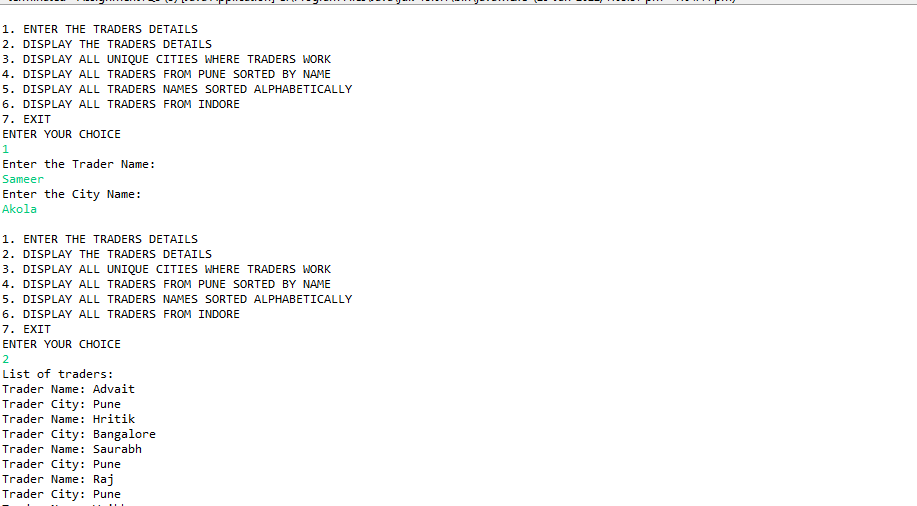 1. ENTER THE TRADERS DETAILS
2. DISPLAY THE TRADERS DETAILS
3. DISPLAY ALL UNIQUE CITIES WHERE TRADERS WORK
4. DISPLAY ALL TRADERS FROM PUNE SORTED BY NAME
5. DISPLAY ALL TRADERS NAMES SORTED ALPHABETICALLY
6. DISPLAY ALL TRADERS FROM INDORE
7. EXIT
ENTER YOUR CHOICE
1
Enter the Trader Name:
Sameer
Enter the City Name:
Akola
1. ENTER THE TRADERS DETAILS
2. DISPLAY THE TRADERS DETAILS
3. DISPLAY ALL UNIQUE CITIES WHERE TRADERS WORK
4. DISPLAY ALL TRADERS FROM PUNE SORTED BY NAME
5. DISPLAY ALL TRADERS NAMES SORTED ALPHABETICALLY
6. DISPLAY ALL TRADERS FROM INDORE
7. EXIT
ENTER YOUR CHOICE
2
List of traders:
Trader Name: Advait
Trader City: Pune
Trader Name: Hritik
Trader City: Bangalore
Trader Name: Saurabh
Trader City: Pune
Trader Name: Raj
Trader City: Pune